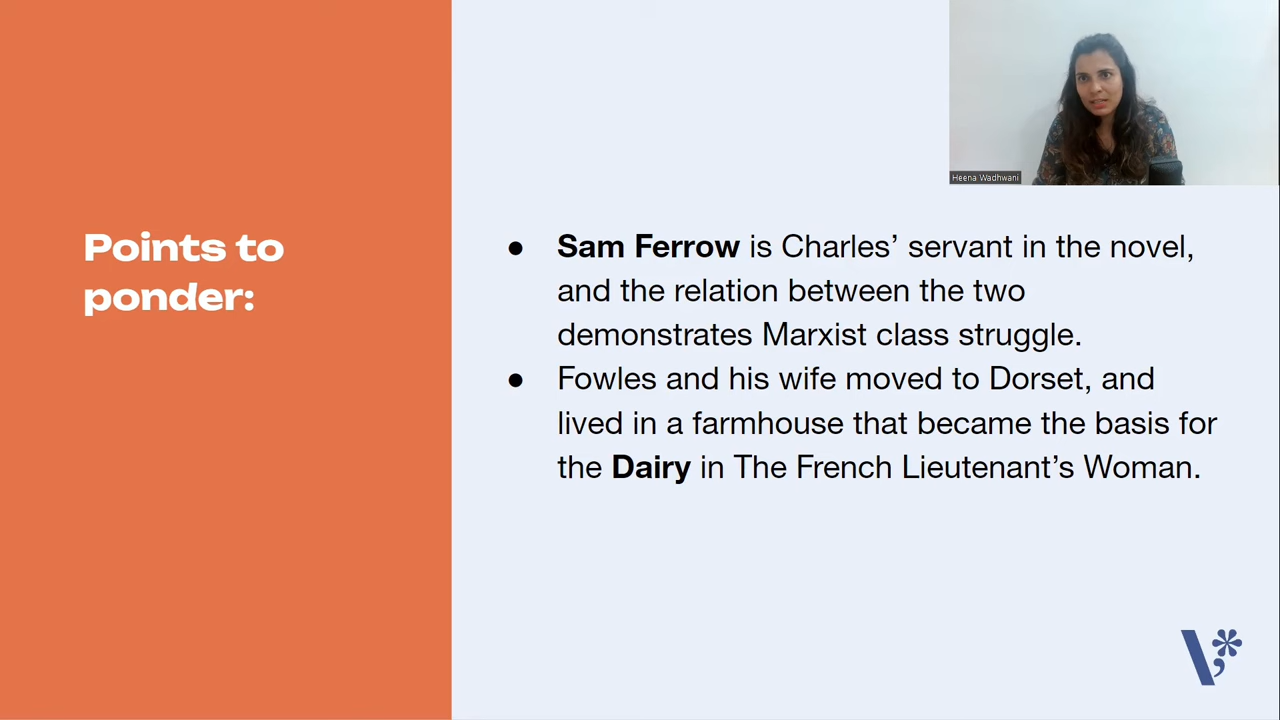 Heena Wadhwani
Points to
ponder:
● Sam Ferrow is Charles’ servant in the novel,
and the relation between the two
demonstrates Marxist class struggle.
● Fowles and his wife moved to Dorset, and
lived in a farmhouse that became the basis for
the Dairy in The French Lieutenant’s Woman.